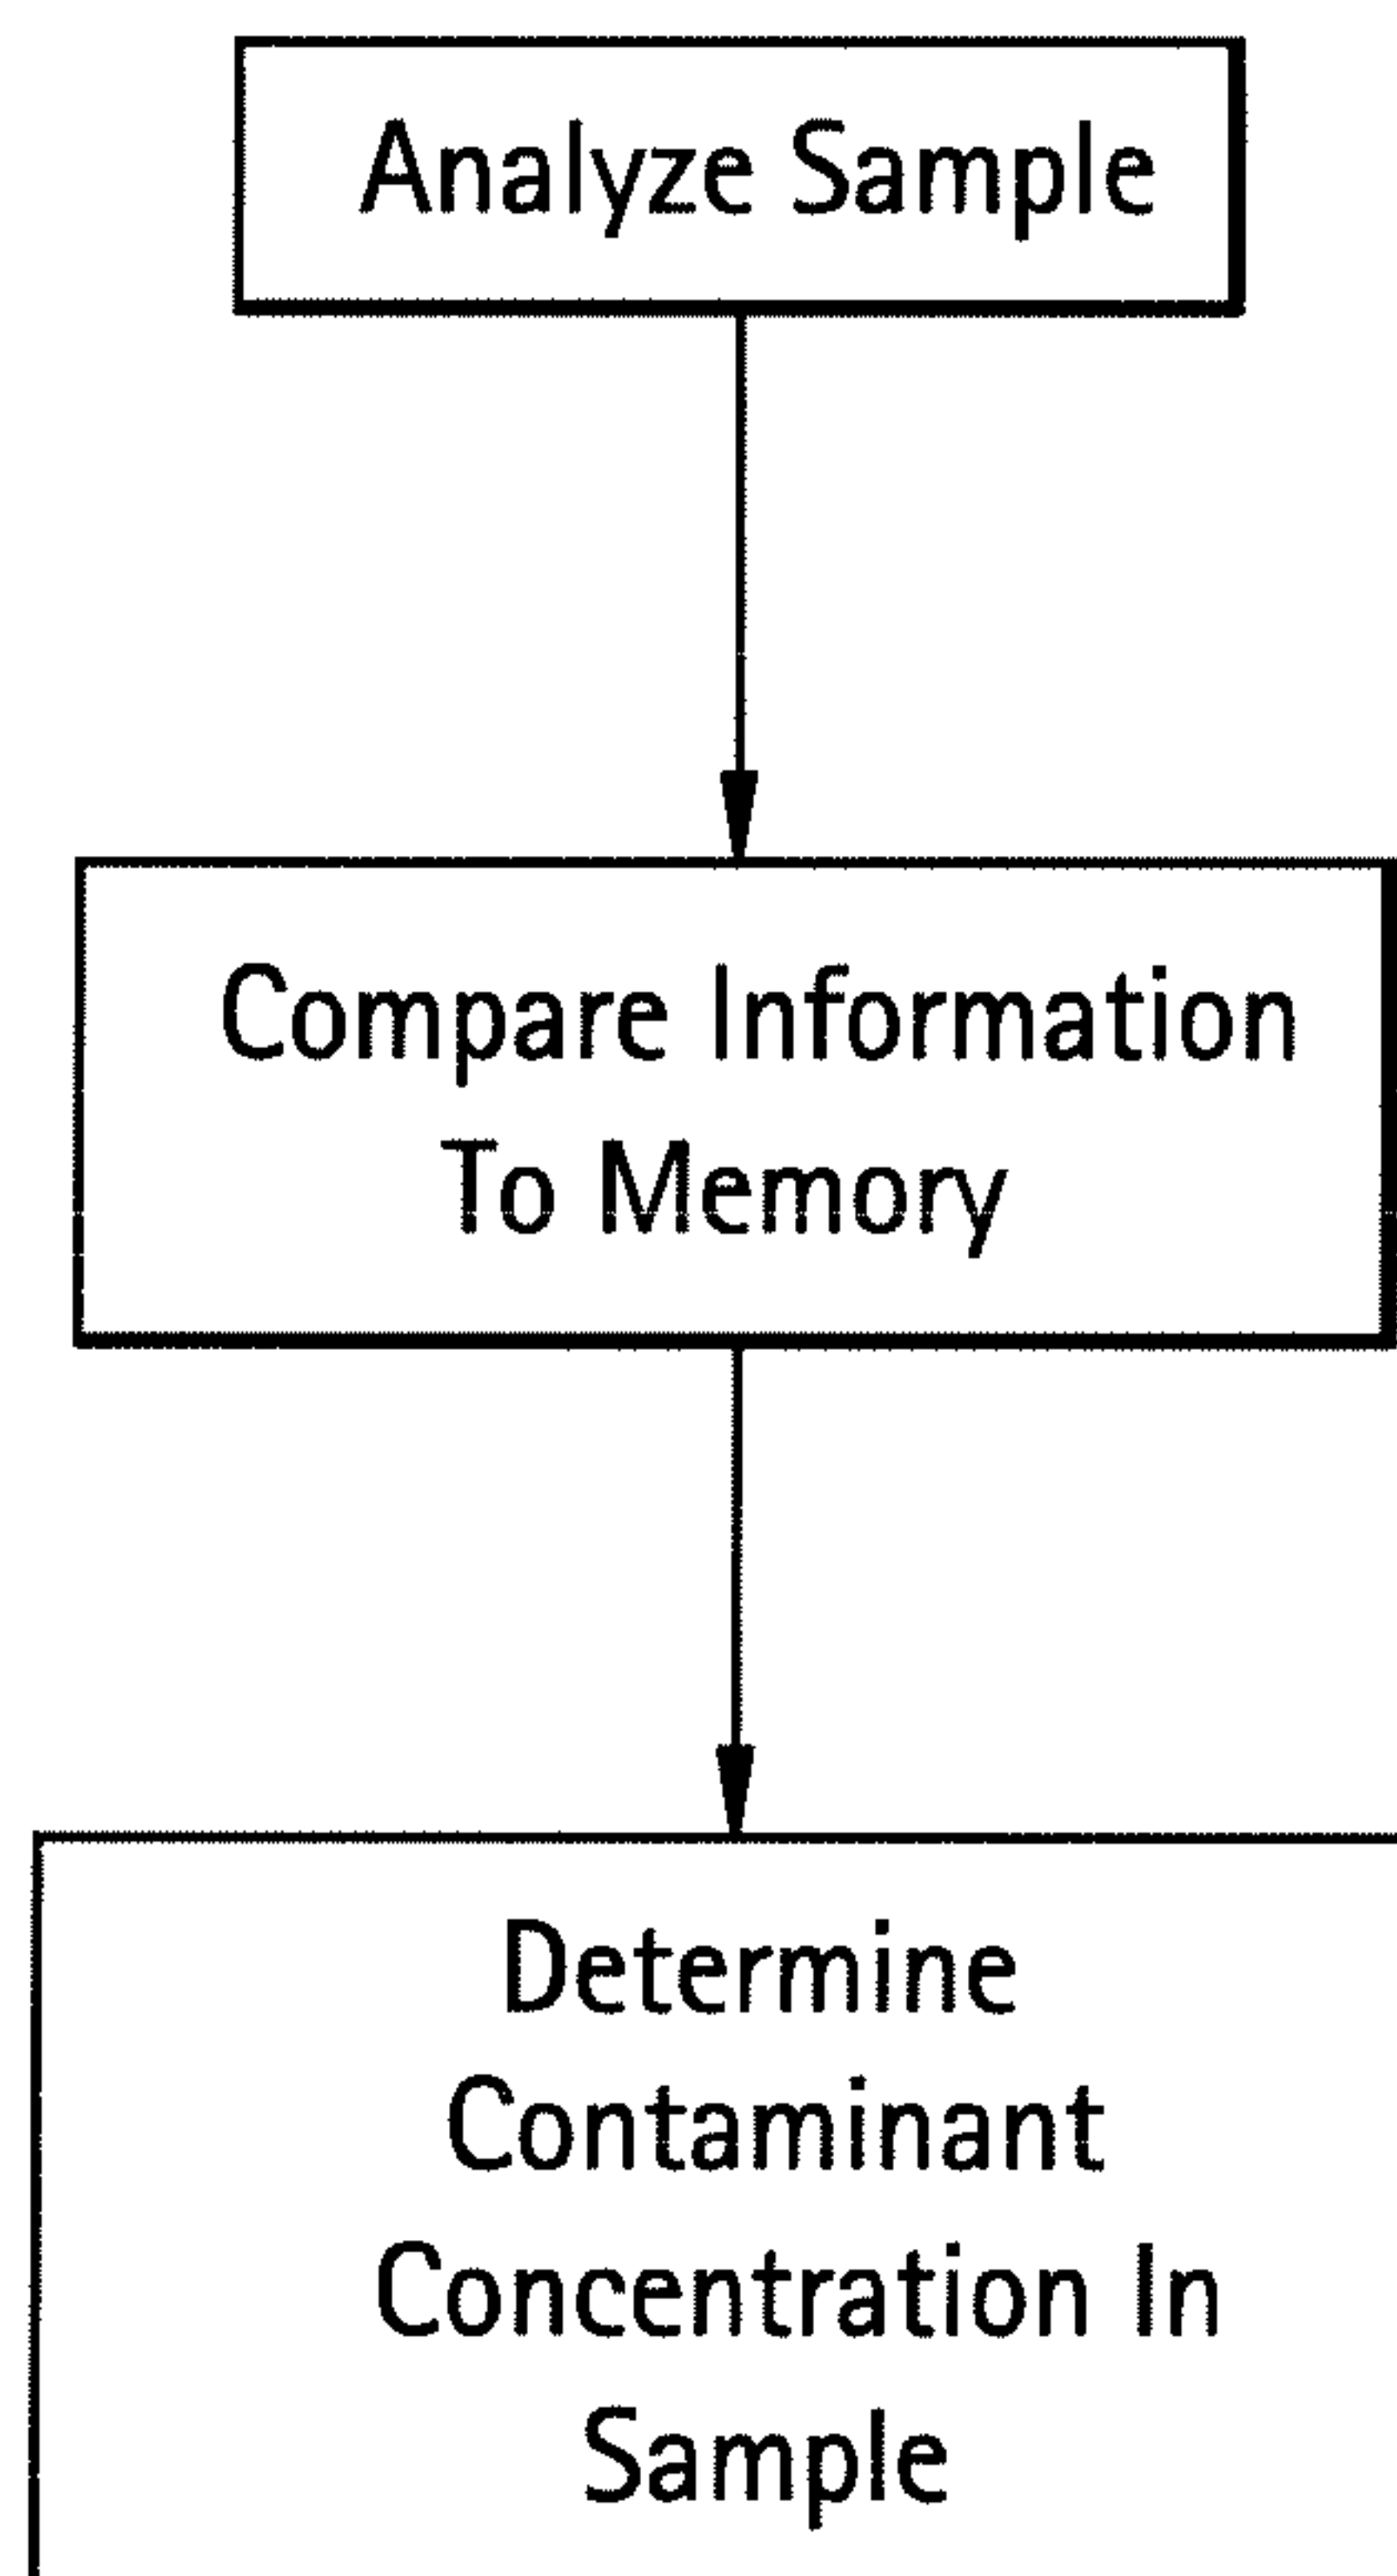 Analyze Sample
Compare Information
To Memory
Determine
Contaminant
Concentration In
Sample